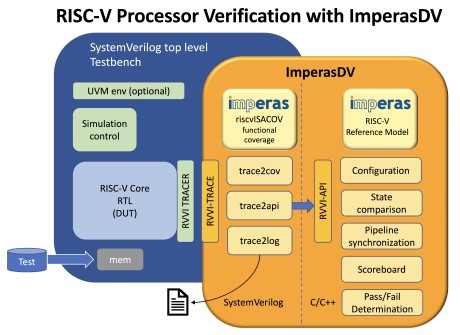 RISC-V Processor Verification with ImperasDV
SystemVerilog top level
Testbench
UVM env (optional)
Simulation
control
RISC-V Core
RTL
(DUT)
RVVI TRACER
RVVI-TRACE
Test
mem
ImperasDV
imperas
riscvISACOV
functional
coverage
trace2cov
trace2api
trace2log
SystemVerilog
RVVI-API
imperas
RISC-V
Reference Model
Configuration
State
comparison
Pipeline
synchronization
Scoreboard
C/C++
Pass/Fail
Determination